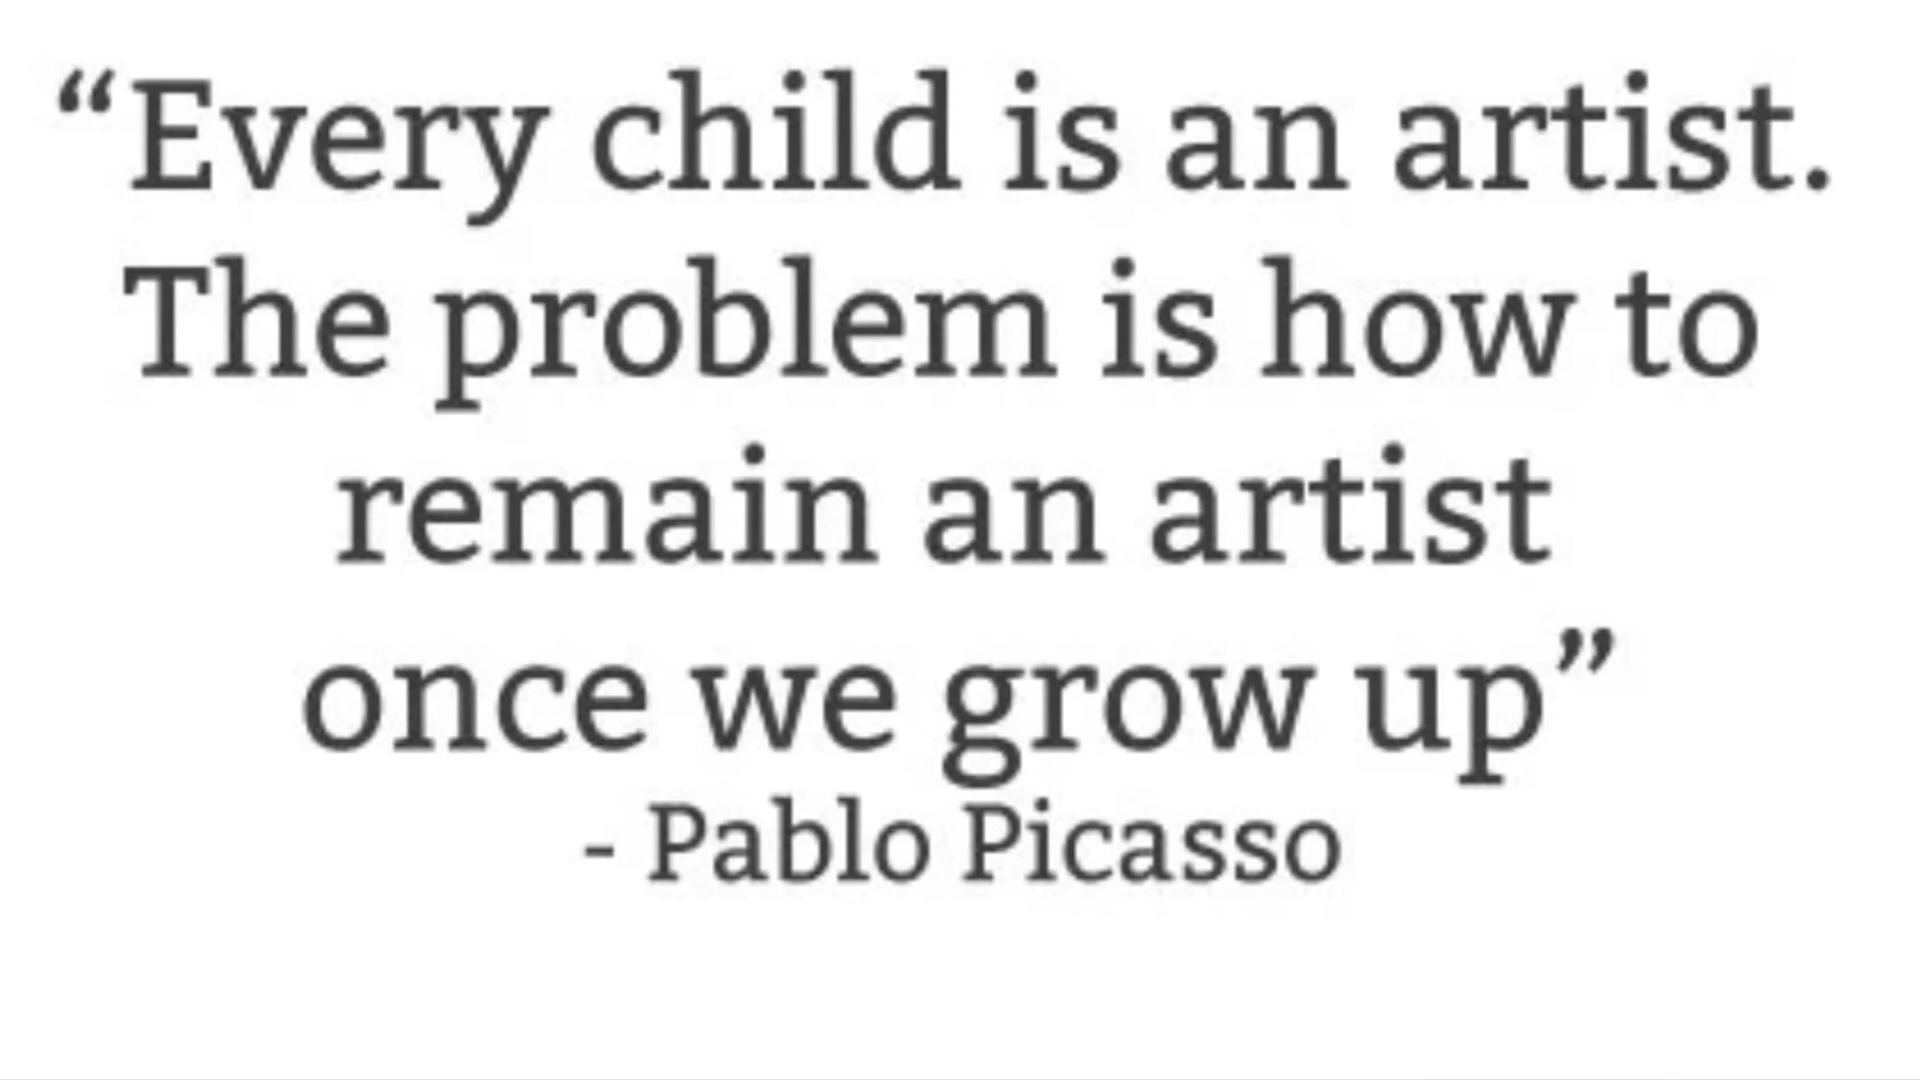 “Every child is an artist.
The problem is how to
remain an artist
once we grow up”
- Pablo Picasso